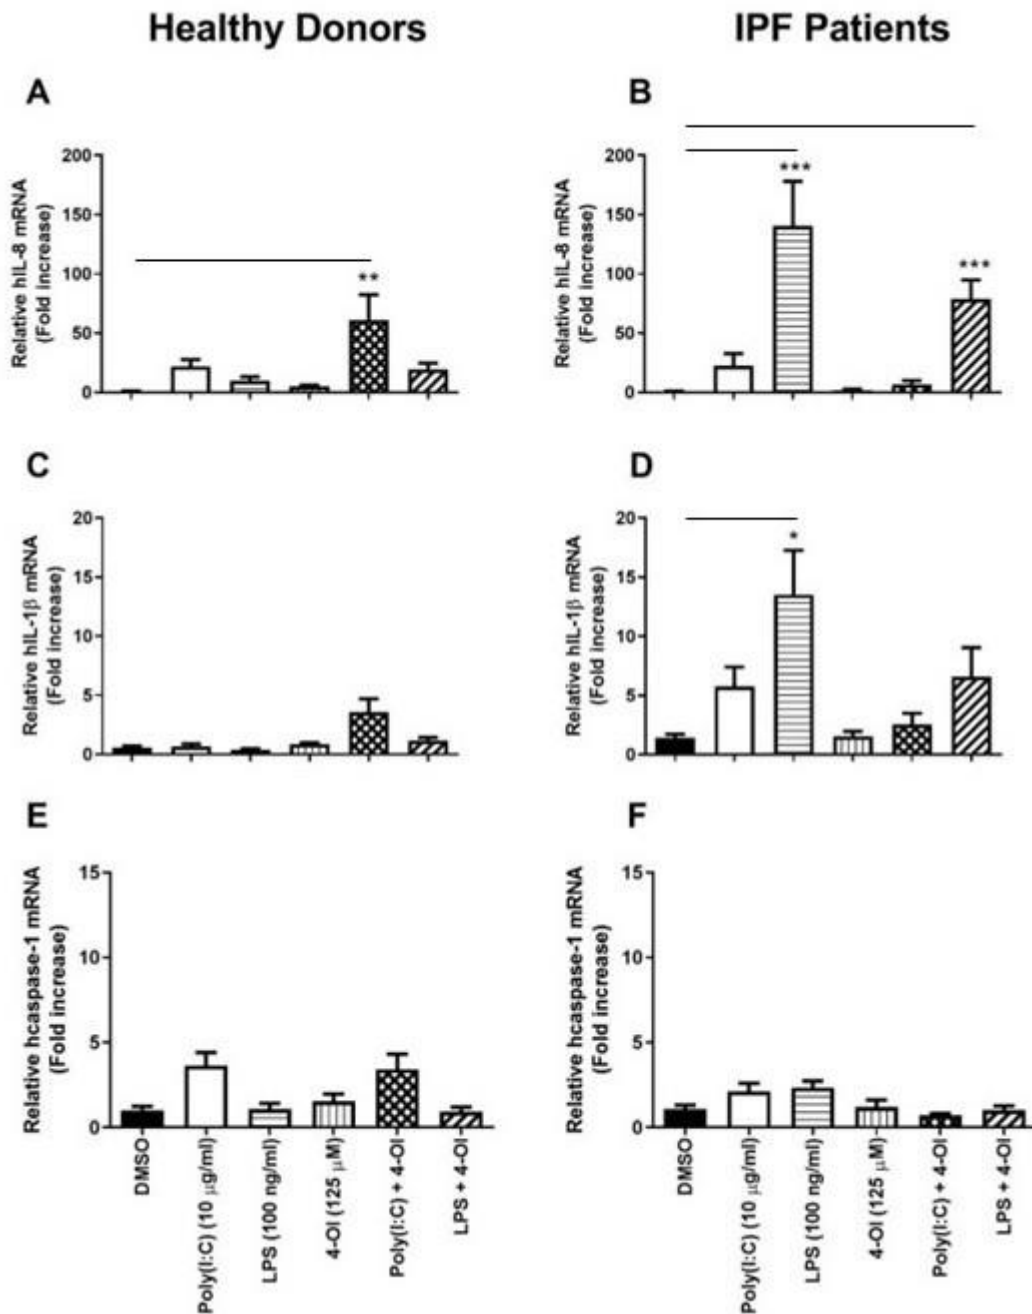 Healthy Donors
IPF Patients
A
Relative hIL-8 mRNA
(Fold increase)
200
150
100
50
0
**
B
Relative hIL-8 mRNA
(Fold increase)
200
150
100
50
0
***
***
C
Relative hIL-1β mRNA
(Fold increase)
20
15
10
5
0
D
Relative hIL-1β mRNA
(Fold increase)
20
15
10
5
0
*
E
Relative hcaspase-1 mRNA
(Fold increase)
15
10
5
0
DMSO
Poly(I:C) (10 μg/ml)
LPS (100 ng/ml)
4-OI (125 μM)
Poly(I:C) + 4-OI
LPS + 4-OI
F
Relative hcaspase-1 mRNA
(Fold increase)
15
10
5
0
DMSO
Poly(I:C) (10 μg/ml)
LPS (100 ng/ml)
4-OI (125 μM)
Poly(I:C) + 4-OI
LPS + 4-OI